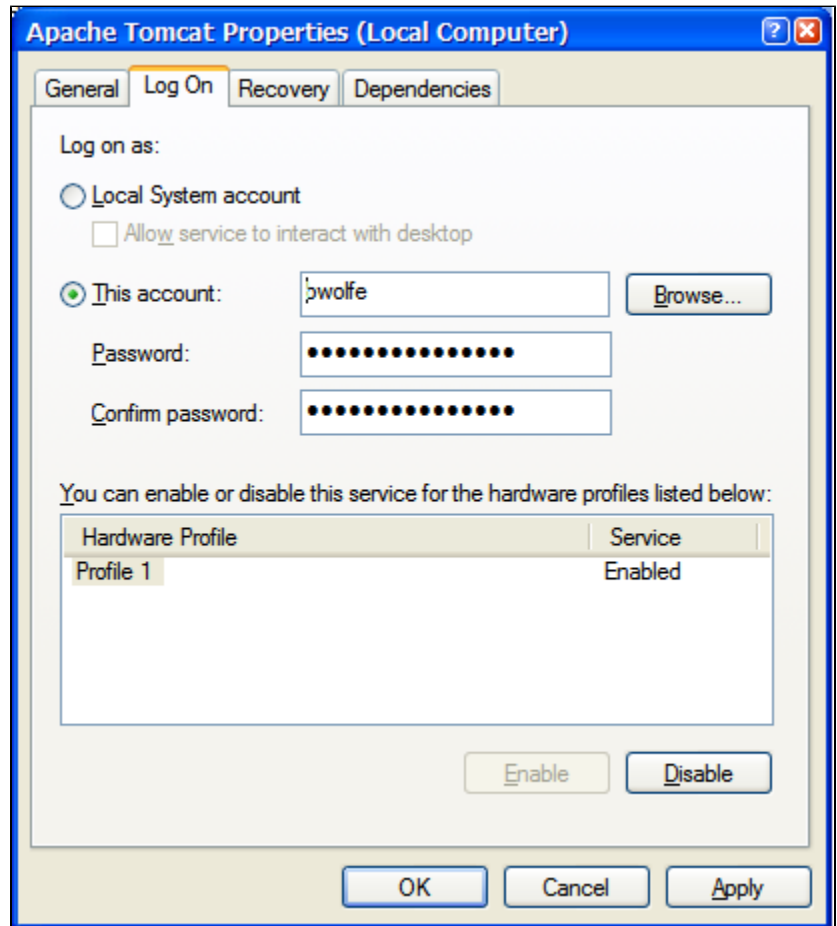 Apache Tomcat Properties (Local Computer)
General Log On Recovery Dependencies
Log on as:
Local System account
Allow service to interact with desktop
This account: bwolfe Browse...
Password: •••••••••••••••
Confirm password: •••••••••••••••
You can enable or disable this service for the hardware profiles listed below:
Hardware Profile Service
Profile 1 Enabled
Enable Disable
OK Cancel Apply